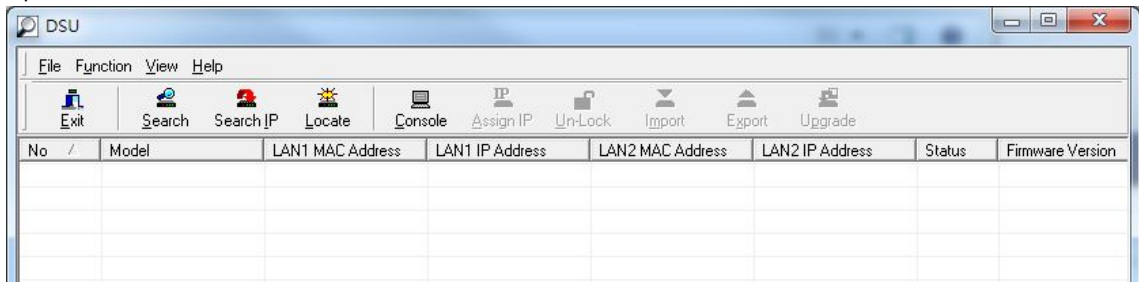 DSU
File Function View Help
Exit Search Search IP Locate Console Assign IP Un-Lock Import Export Upgrade
No Model LAN1 MAC Address LAN1 IP Address LAN2 MAC Address LAN2 IP Address Status Firmware Version